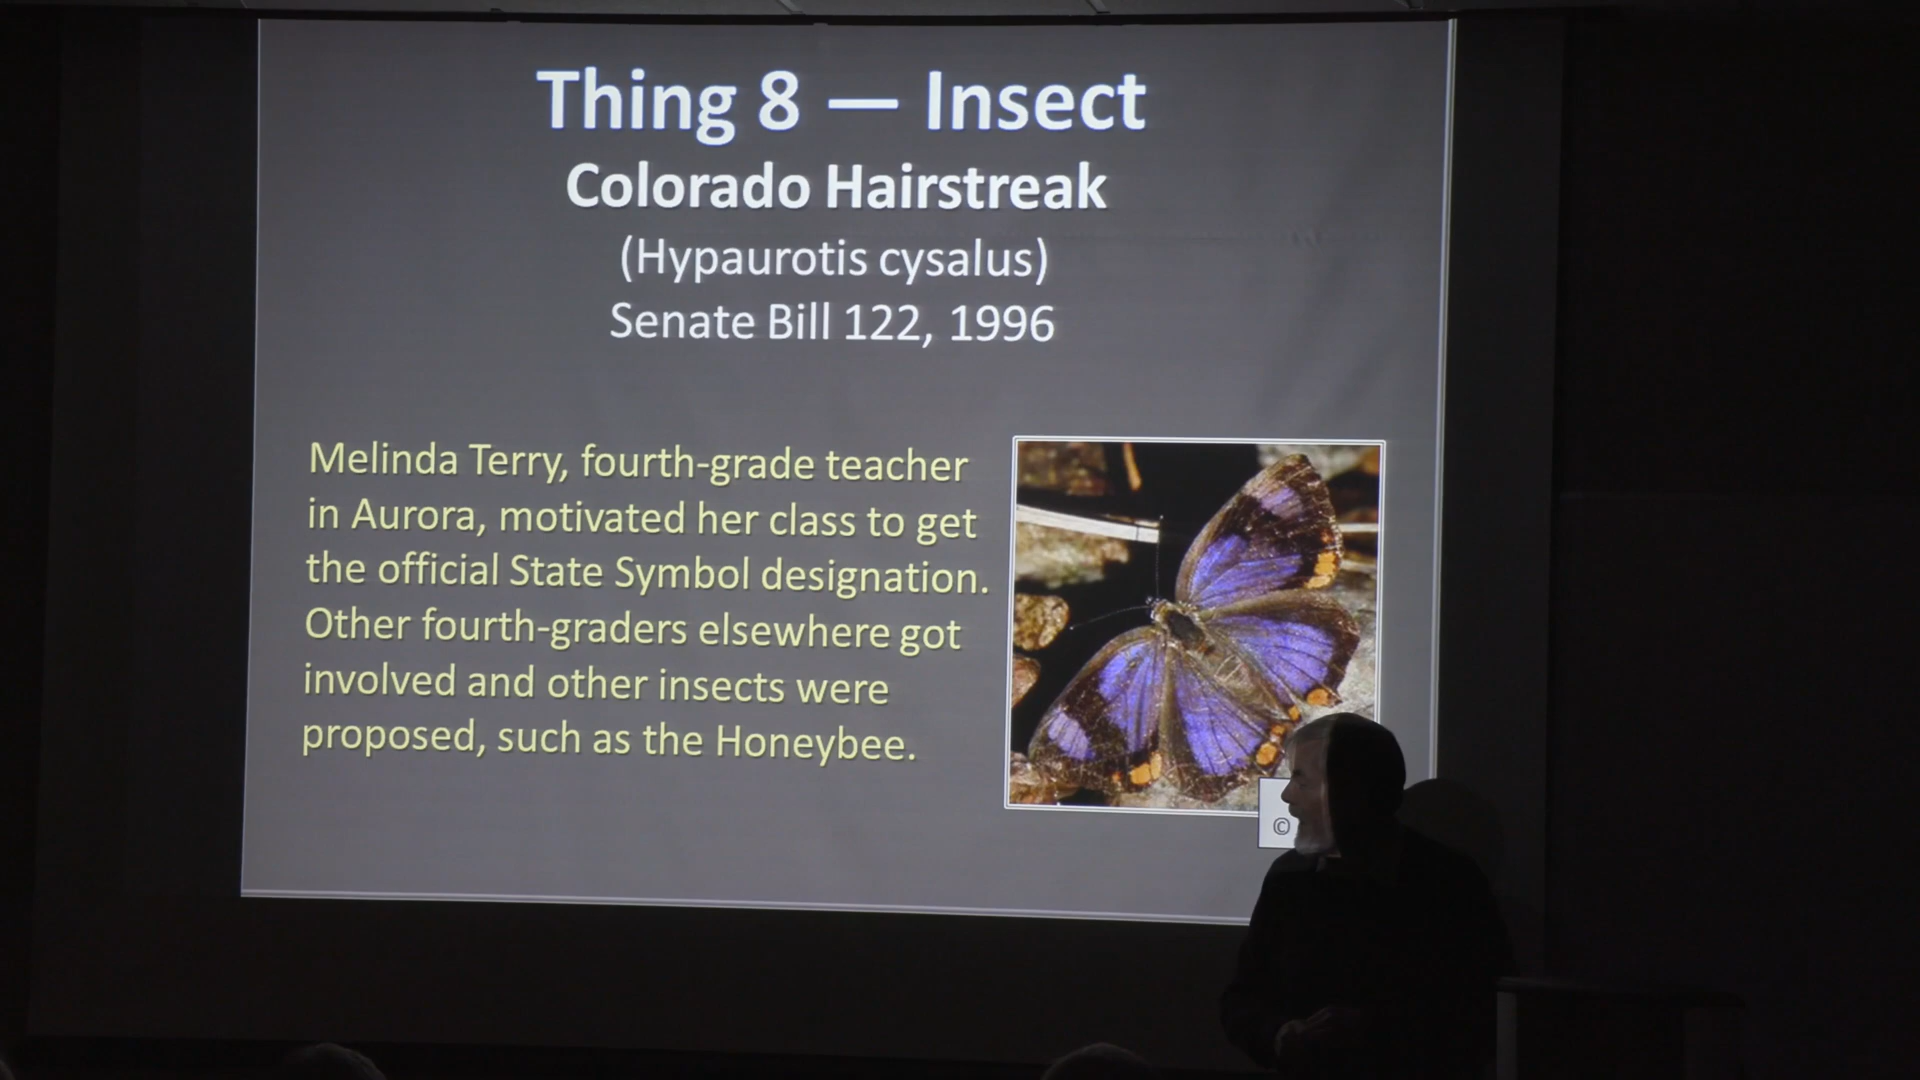 Thing 8 — Insect
Colorado Hairstreak
(Hypaurotis cysalus)
Senate Bill 122, 1996
Melinda Terry, fourth-grade teacher
in Aurora, motivated her class to get
the official State Symbol designation.
Other fourth-graders elsewhere got
involved and other insects were
proposed, such as the Honeybee.
©